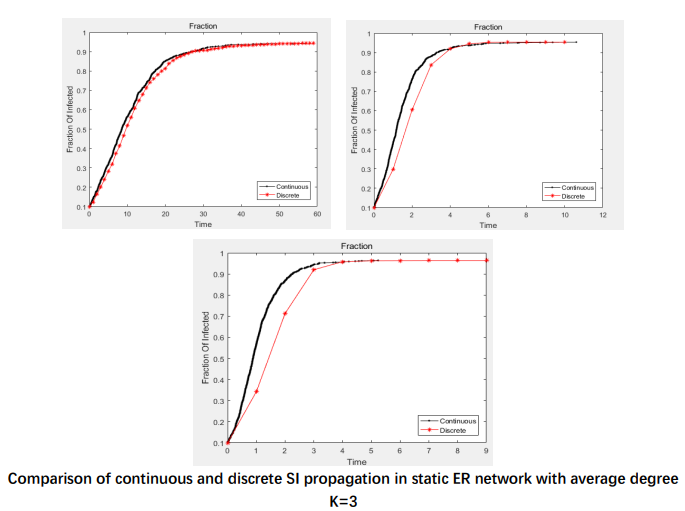 Fraction
Fraction Of Infected
1
0.9
0.8
0.7
0.6
0.5
0.4
0.3
0.2
0.1
0 10 20 30 40 50 60
Time
Continuous
Discrete
Fraction
Fraction Of Infected
1
0.9
0.8
0.7
0.6
0.5
0.4
0.3
0.2
0.1
0 2 4 6 8 10 12
Time
Continuous
Discrete
Fraction
Fraction Of Infected
1
0.9
0.8
0.7
0.6
0.5
0.4
0.3
0.2
0.1
0 1 2 3 4 5 6 7 8 9
Time
Continuous
Discrete
Comparison of continuous and discrete SI propagation in static ER network with average degree
K=3